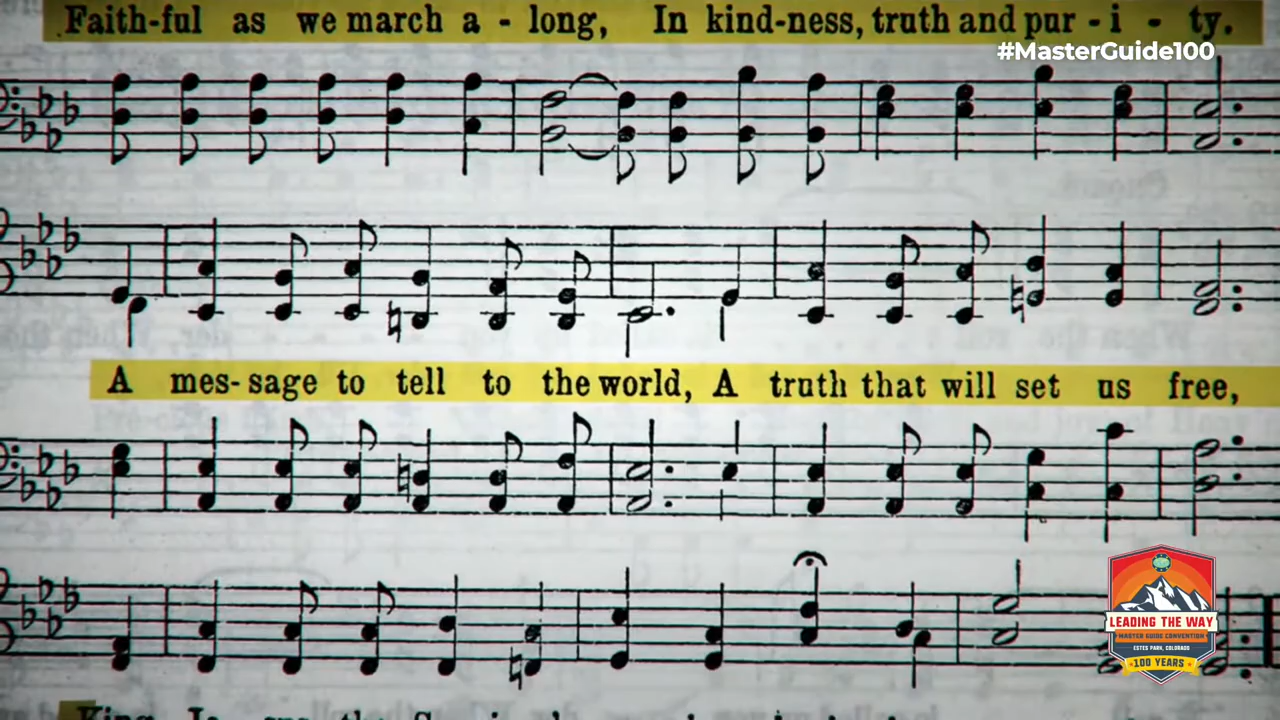 Faith-ful as we march a - long, In kind-ness, truth and pur - i - ty.
#MasterGuide100
A mes- sage to tell to the world, A truth that will set us free,
LEADING THE WAY
MASTER GUIDE CONVENTION
ESTES PARK, COLORADO
100 YEARS